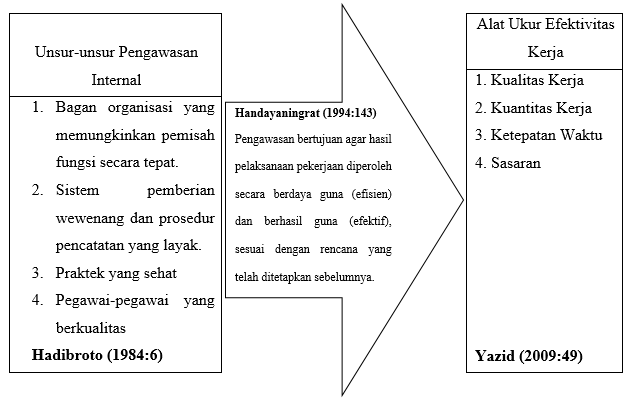 Unsur-unsur Pengawasan
Internal
1. Bagan organisasi yang
memungkinkan pemisah
fungsi secara tepat.
2. Sistem pemberian
wewenang dan prosedur
pencatatan yang layak.
3. Praktek yang sehat
4. Pegawai-pegawai yang
berkualitas
Hadibroto (1984:6)
Handayaningrat (1994:143)
Pengawasan bertujuan agar hasil
pelaksanaan pekerjaan diperoleh
secara berdaya guna (efisien)
dan berhasil guna (efektif),
sesuai dengan rencana yang
telah ditetapkan sebelumnya.
Alat Ukur Efektivitas
Kerja
1. Kualitas Kerja
2. Kuantitas Kerja
3. Ketepatan Waktu
4. Sasaran
Yazid (2009:49)